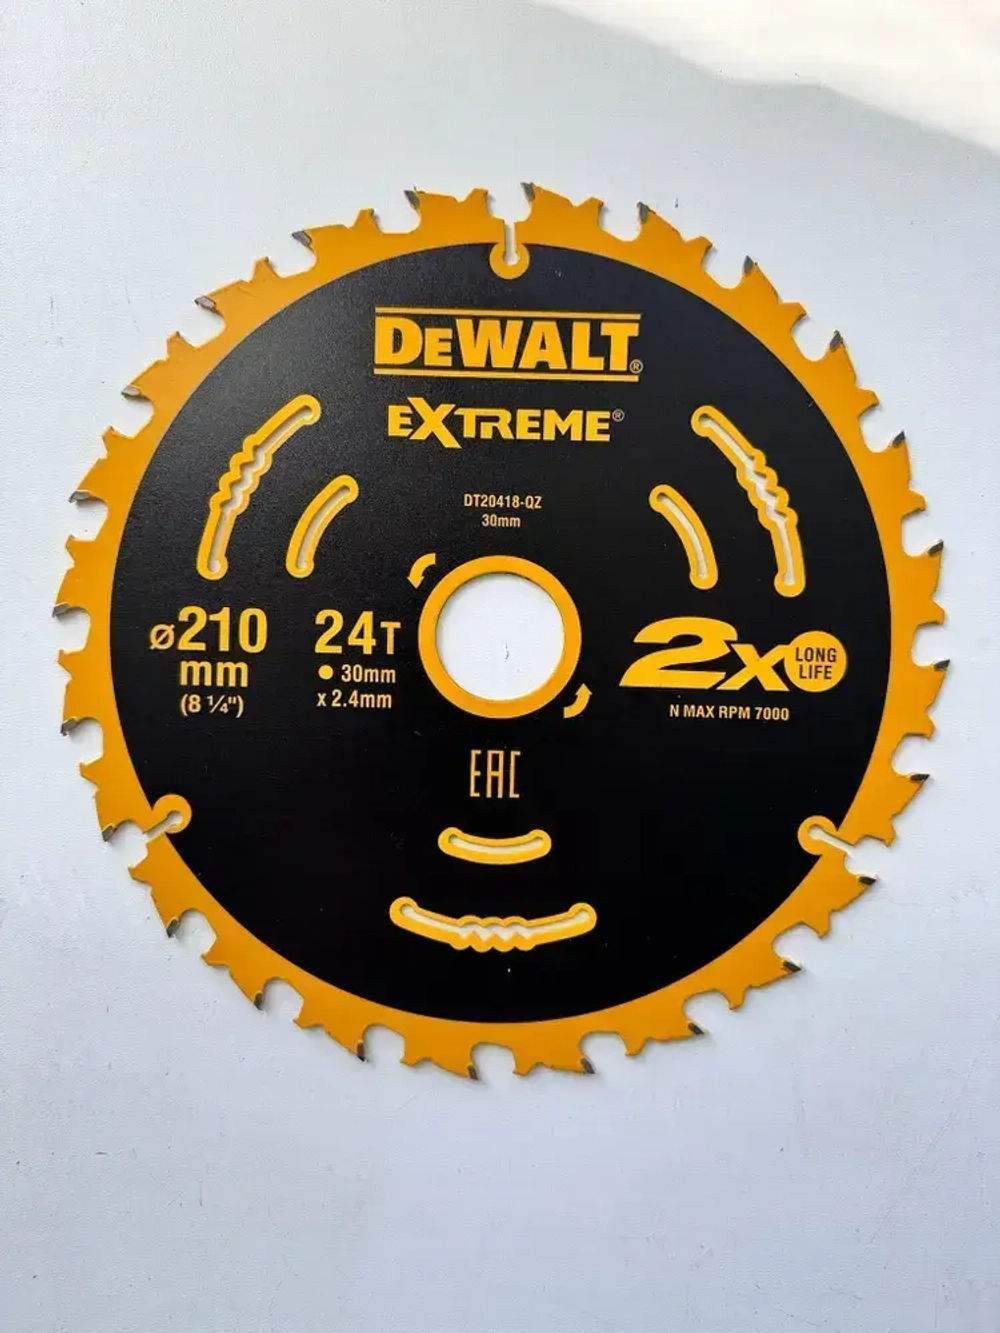 DEWALT®
EXTREME®
DT20418-QZ
30mm
ø210
mm
(8 ¼")
24T
● 30mm
x 2.4mm
2X LONG LIFE
N MAX RPM 7000
EAC